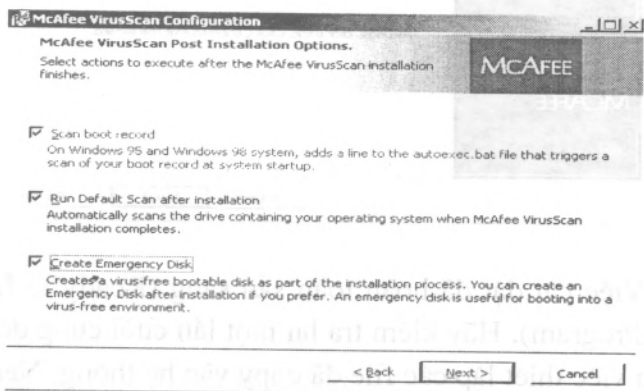 McAfee VirusScan Configuration
McAfee VirusScan Post Installation Options.
Select actions to execute after the McAfee VirusScan installation
finishes.
MCAFEE
Scan boot record
On Windows 95 and Windows 98 system, adds a line to the autoexec.bat file that triggers a
scan of your boot record at system startup.
Run Default Scan after installation
Automatically scans the drive containing your operating system when McAfee VirusScan
installation completes.
Create Emergency Disk
Creates a virus-free bootable disk as part of the installation process. You can create an
Emergency Disk after installation if you prefer. An emergency disk is useful for booting into a
virus-free environment.
< Back
Next >
Cancel